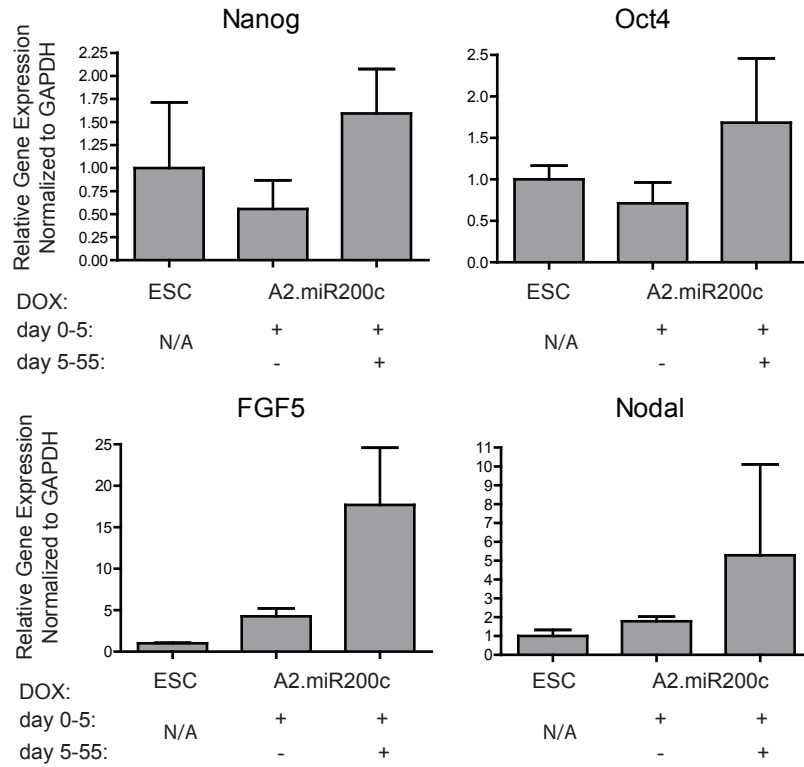 Nanog
Relative Gene Expression
Normalized to GAPDH
2.25
2.00
1.75
1.50
1.25
1.00
0.75
0.50
0.25
0.00
ESC A2.miR200c
DOX:
day 0-5: N/A + +
day 5-55: - +
Oct4
2.5
2.0
1.5
1.0
0.5
0.0
ESC A2.miR200c
N/A + +
- +
FGF5
Relative Gene Expression
Normalized to GAPDH
25
20
15
10
5
0
ESC A2.miR200c
DOX:
day 0-5: N/A + +
day 5-55: - +
Nodal
11
10
9
8
7
6
5
4
3
2
1
0
ESC A2.miR200c
N/A + +
- +